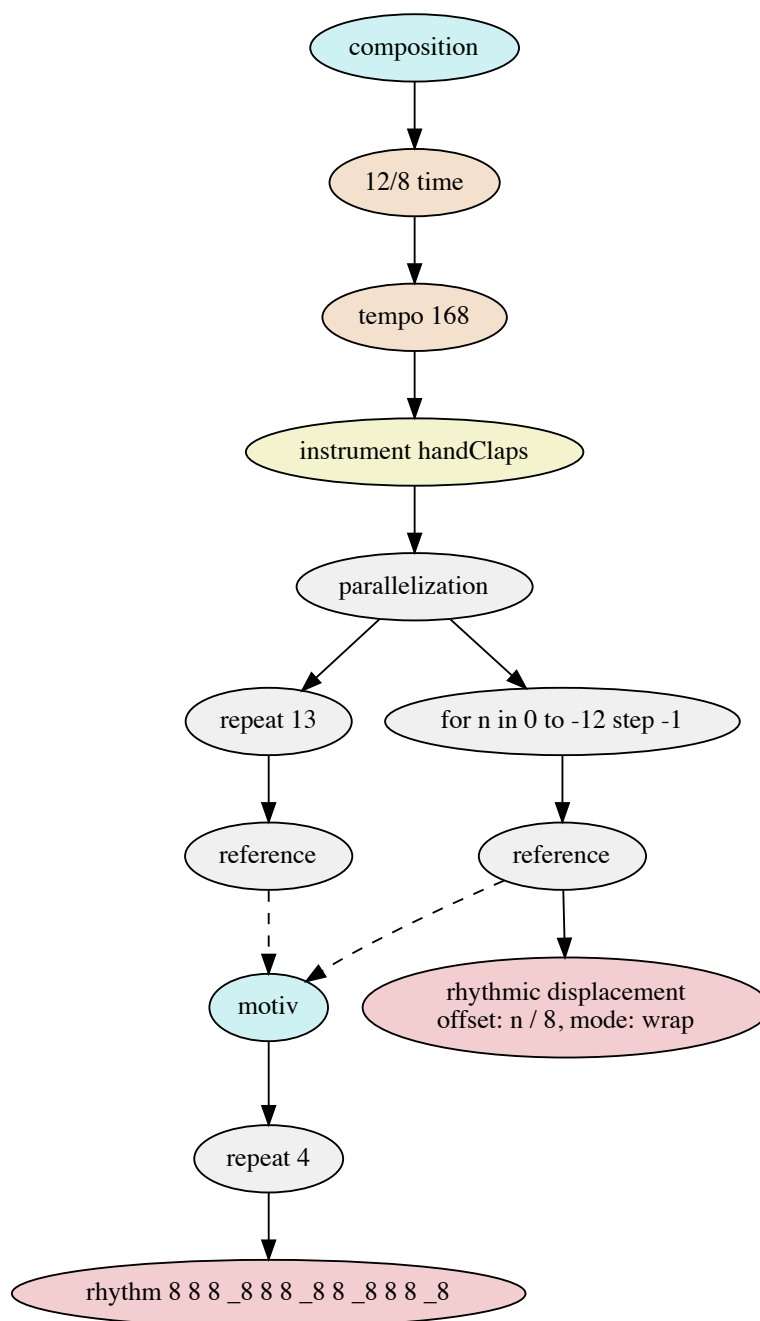 composition
12/8 time
tempo 168
instrument handClaps
parallelization
repeat 13
for n in 0 to -12 step -1
reference
reference
motiv
rhythmic displacement
offset: n / 8, mode: wrap
repeat 4
rhythm 8 8 8 _8 8 8 _8 8 _8 8 8 _8